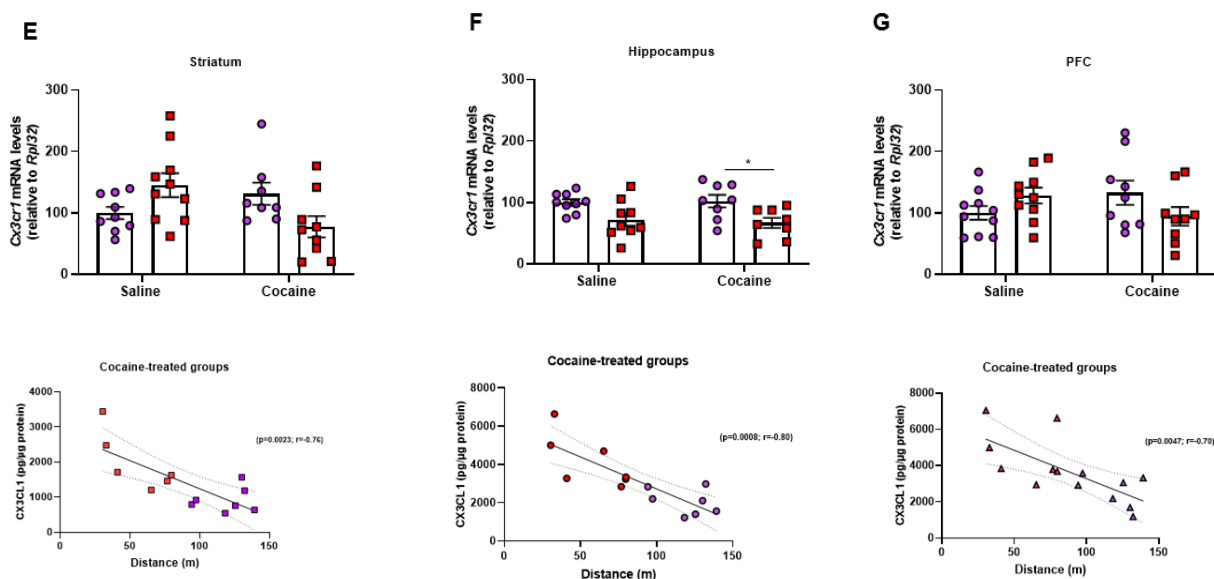 E
Striatum
Cx3cr1 mRNA levels
(relative to Rpl32)
300
200
100
0
Saline
Cocaine
F
Hippocampus
Cx3cr1 mRNA levels
(relative to Rpl32)
300
200
100
0
*
Saline
Cocaine
G
PFC
Cx3cr1 mRNA levels
(relative to Rpl32)
300
200
100
0
Saline
Cocaine
Cocaine-treated groups
CX3CL1 (pg/µg protein)
4000
3000
2000
1000
0
(p=0.0023; r=-0.76)
0 50 100 150
Distance (m)
Cocaine-treated groups
CX3CL1 (pg/µg protein)
8000
6000
4000
2000
0
(p=0.0008; r=-0.80)
0 50 100 150
Distance (m)
Cocaine-treated groups
CX3CL1 (pg/µg protein)
8000
6000
4000
2000
0
(p=0.0047; r=-0.70)
0 50 100 150
Distance (m)